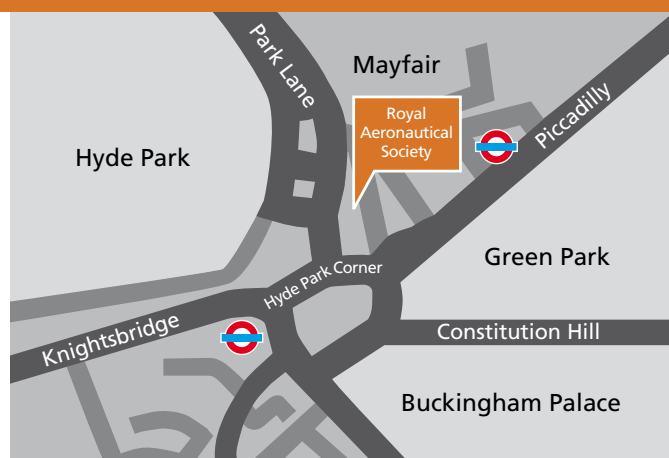 Park Lane
Mayfair
Royal
Aeronautical
Society
Piccadilly
Hyde Park
Green Park
Hyde Park Corner
Knightsbridge
Constitution Hill
Buckingham Palace